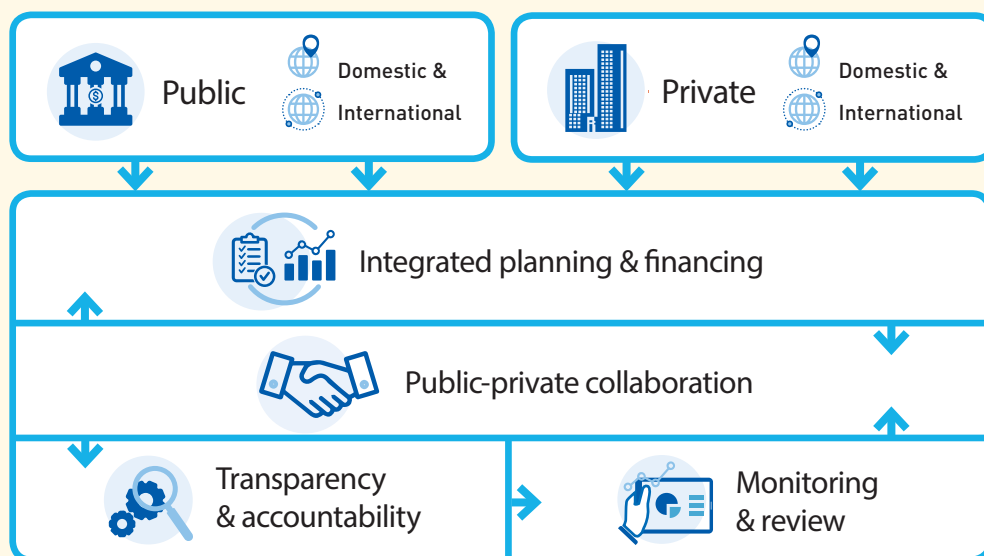 Public
Domestic &
International
Private
Domestic &
International
Integrated planning & financing
Public-private collaboration
Transparency
& accountability
Monitoring
& review